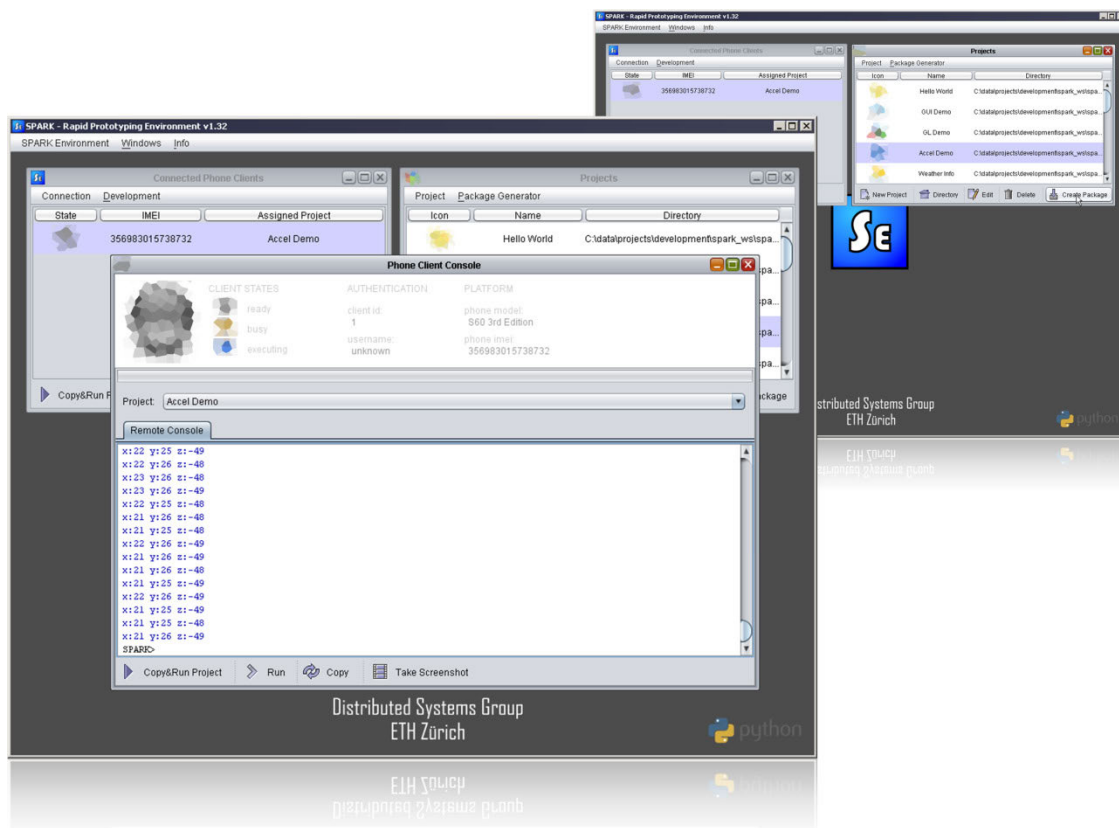 SPARK - Rapid Prototyping Environment v1.32
SPARK Environment Windows Info
Connected Phone Clients
Connection Development
State IMEI Assigned Project
356983015738732 Accel Demo
Projects
Project Package Generator
Icon Name Directory
Hello World C:\data\projects\development\spark_ws\spa...
GUI Demo C:\data\projects\development\spark_ws\spa...
GL Demo C:\data\projects\development\spark_ws\spa...
Accel Demo C:\data\projects\development\spark_ws\spa...
Weather Info C:\data\projects\development\spark_ws\spa...
New Project Directory Edit Delete Create Package
SE
stributed Systems Group
ETH Zürich
python
SPARK - Rapid Prototyping Environment v1.32
SPARK Environment Windows Info
Connected Phone Clients
Connection Development
State IMEI Assigned Project
356983015738732 Accel Demo
Copy&Run P
Projects
Project Package Generator
Icon Name Directory
Hello World C:\data\projects\development\spark_ws\spa...
spa...
spa...
spa...
spa...
ckage
Phone Client Console
CLIENT STATES
ready
busy
executing
AUTHENTICATION
client id:
1
username:
unknown
PLATFORM
phone model:
S60 3rd Edition
phone imei:
356983015738732
Project: Accel Demo
Remote Console
x:22 y:25 z:-49
x:22 y:26 z:-48
x:23 y:26 z:-48
x:23 y:26 z:-49
x:22 y:25 z:-48
x:21 y:26 z:-48
x:21 y:25 z:-48
x:22 y:26 z:-49
x:21 y:26 z:-49
x:21 y:26 z:-48
x:21 y:25 z:-49
x:22 y:26 z:-49
x:21 y:25 z:-49
x:21 y:25 z:-48
x:21 y:26 z:-49
SPARK>
Copy&Run Project Run Copy Take Screenshot
Distributed Systems Group
ETH Zürich
python